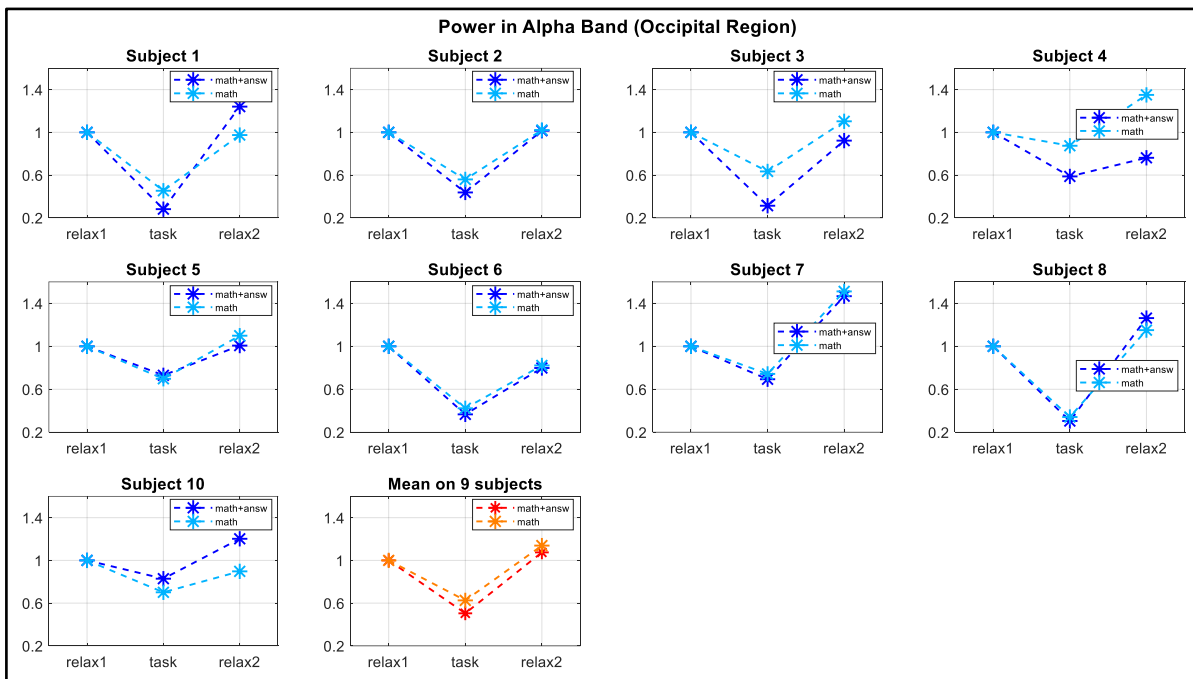 Power in Alpha Band (Occipital Region)
Subject 1
math+answ
math
1.4
1
0.6
0.2
relax1 task relax2
Subject 2
math+answ
math
1.4
1
0.6
0.2
relax1 task relax2
Subject 3
math+answ
math
1.4
1
0.6
0.2
relax1 task relax2
Subject 4
math+answ
math
1.4
1
0.6
0.2
relax1 task relax2
Subject 5
math+answ
math
1.4
1
0.6
0.2
relax1 task relax2
Subject 6
math+answ
math
1.4
1
0.6
0.2
relax1 task relax2
Subject 7
math+answ
math
1.4
1
0.6
0.2
relax1 task relax2
Subject 8
math+answ
math
1.4
1
0.6
0.2
relax1 task relax2
Subject 10
math+answ
math
1.4
1
0.6
0.2
relax1 task relax2
Mean on 9 subjects
math+answ
math
1.4
1
0.6
0.2
relax1 task relax2